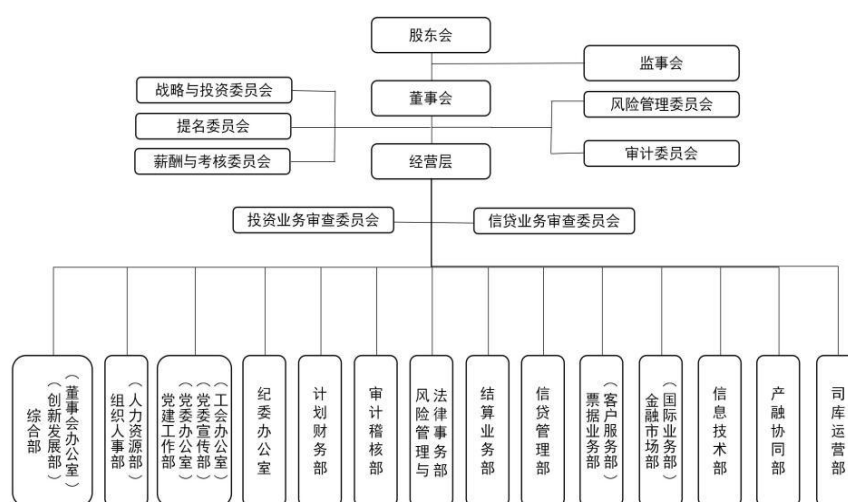 股东会
监事会
战略与投资委员会
董事会
风险管理委员会
提名委员会
薪酬与考核委员会
经营层
审计委员会
投资业务审查委员会
信贷业务审查委员会
综合部
（创新发展部）
（董事会办公室）
组织人事部
（人力资源部）
党建工作部
（党委办公室）
（党委宣传部）
（工会办公室）
纪委办公室
计划财务部
审计稽核部
风险管理与
法律事务部
结算业务部
信贷管理部
票据业务部
（客户服务部）
金融市场部
（国际业务部）
信息技术部
产融协同部
司库运营部